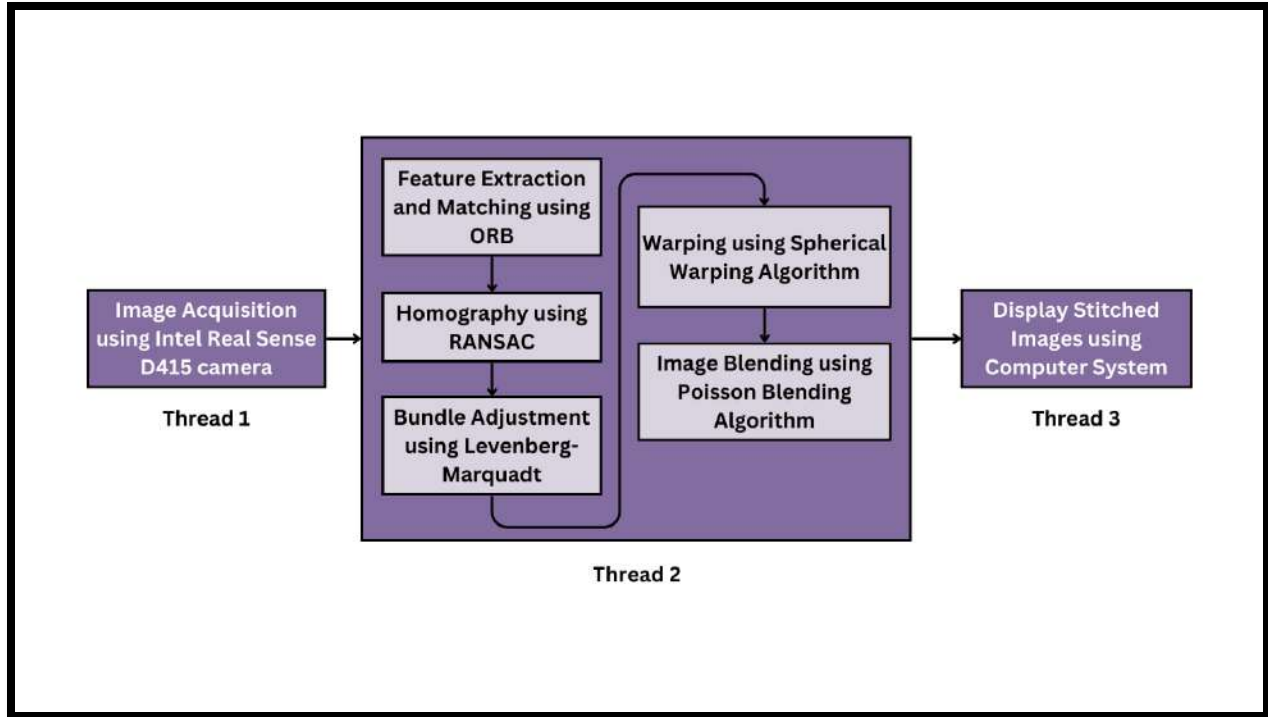 Image Acquisition
using Intel Real Sense
D415 camera
Thread 1
Feature Extraction
and Matching using
ORB
Homography using
RANSAC
Bundle Adjustment
using Levenberg-
Marquadt
Warping using Spherical
Warping Algorithm
Image Blending using
Poisson Blending
Algorithm
Thread 2
Display Stitched
Images using
Computer System
Thread 3